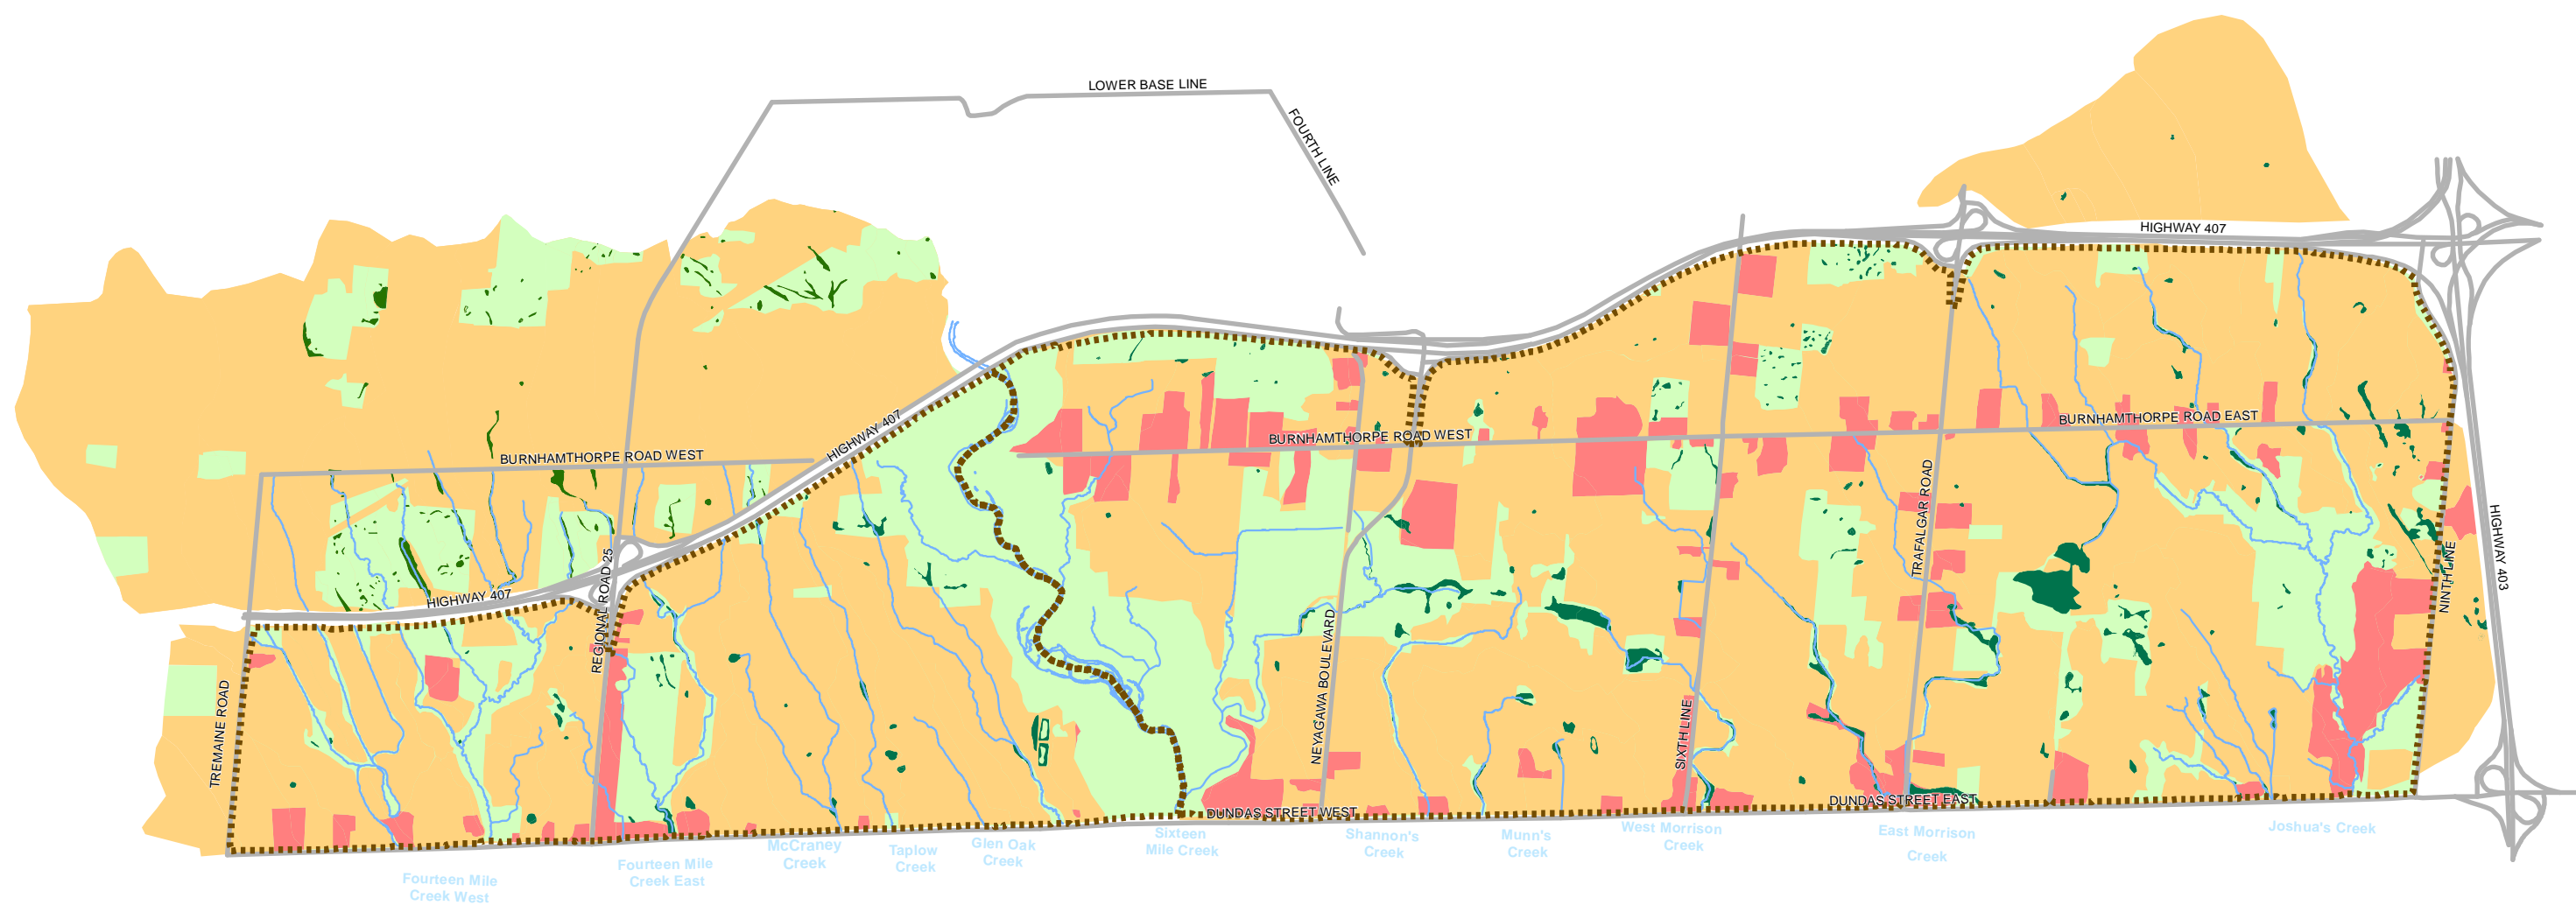 LOWER BASE LINE
FOURTH LINE
HIGHWAY 407
BURNHAMTHORPE ROAD EAST
BURNHAMTHORPE ROAD WEST
HIGHWAY 407
BURNHAMTHORPE ROAD WEST
TRAFALGAR ROAD
HIGHWAY 403
NINTH LINE
HIGHWAY 407
REGIONAL ROAD 25
TREMAINE ROAD
NEYAGAWA BOULEVARD
SIXTH LINE
DUNDAS STREET WEST
DUNDAS STREET EAST
Fourteen Mile
Creek West
Fourteen Mile
Creek East
McCraney
Creek
Taplow
Creek
Glen Oak
Creek
Sixteen
Mile Creek
Shannon's
Creek
Munn's
Creek
West Morrison
Creek
East Morrison
Creek
Joshua's Creek